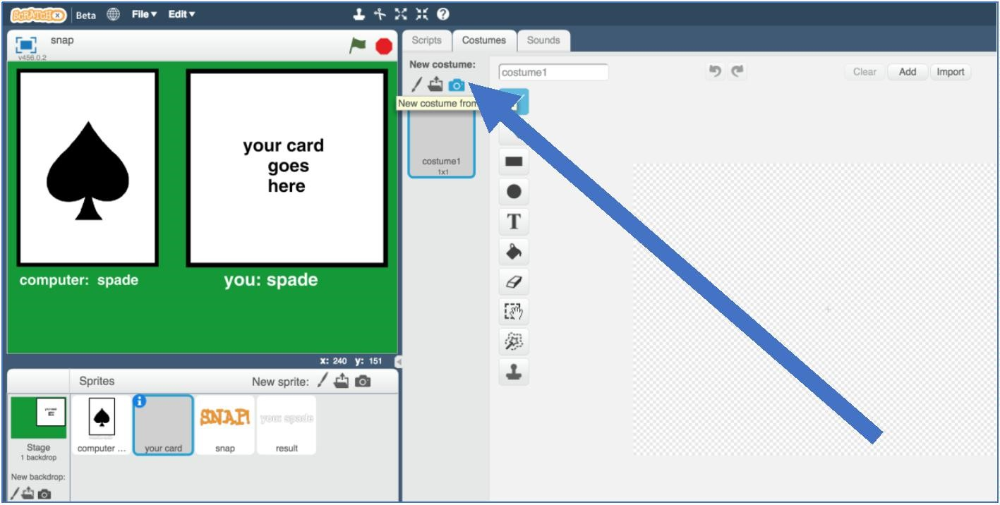 SCRATCHX Beta File▾ Edit▾
snap
v456.0.2
your card
goes
here
computer: spade
you: spade
x: 240 y: 151
Sprites New sprite:
Stage
1 backdrop
New backdrop:
computer ...
your card
SNAP!
snap
you: spade
result
Scripts Costumes Sounds
New costume:
New costume from
costume1
1x1
costume1
Clear Add Import
T